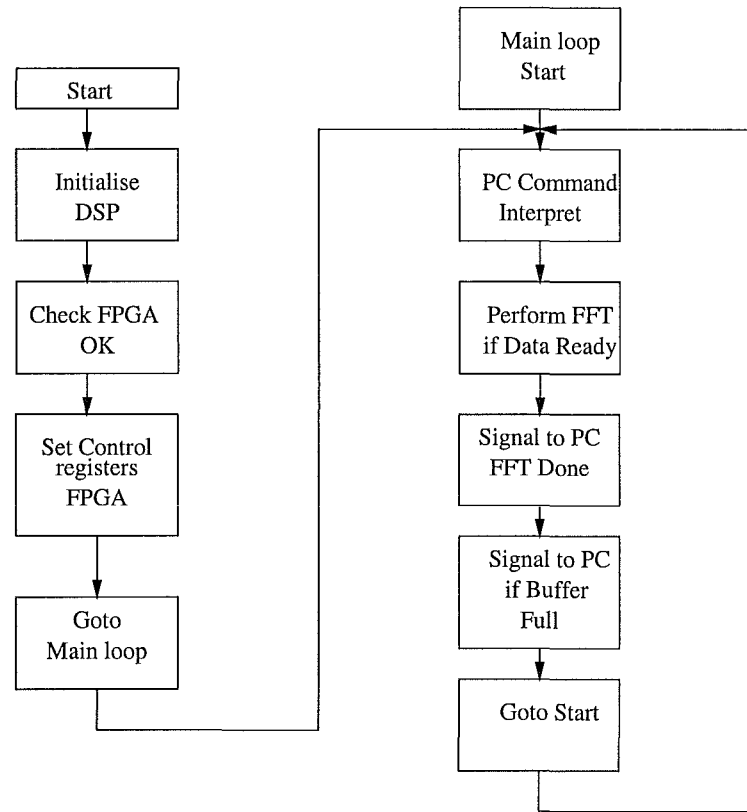 Start
Initialise
DSP
Check FPGA
OK
Set Control
registers
FPGA
Goto
Main loop
Main loop
Start
PC Command
Interpret
Perform FFT
if Data Ready
Signal to PC
FFT Done
Signal to PC
if Buffer
Full
Goto Start